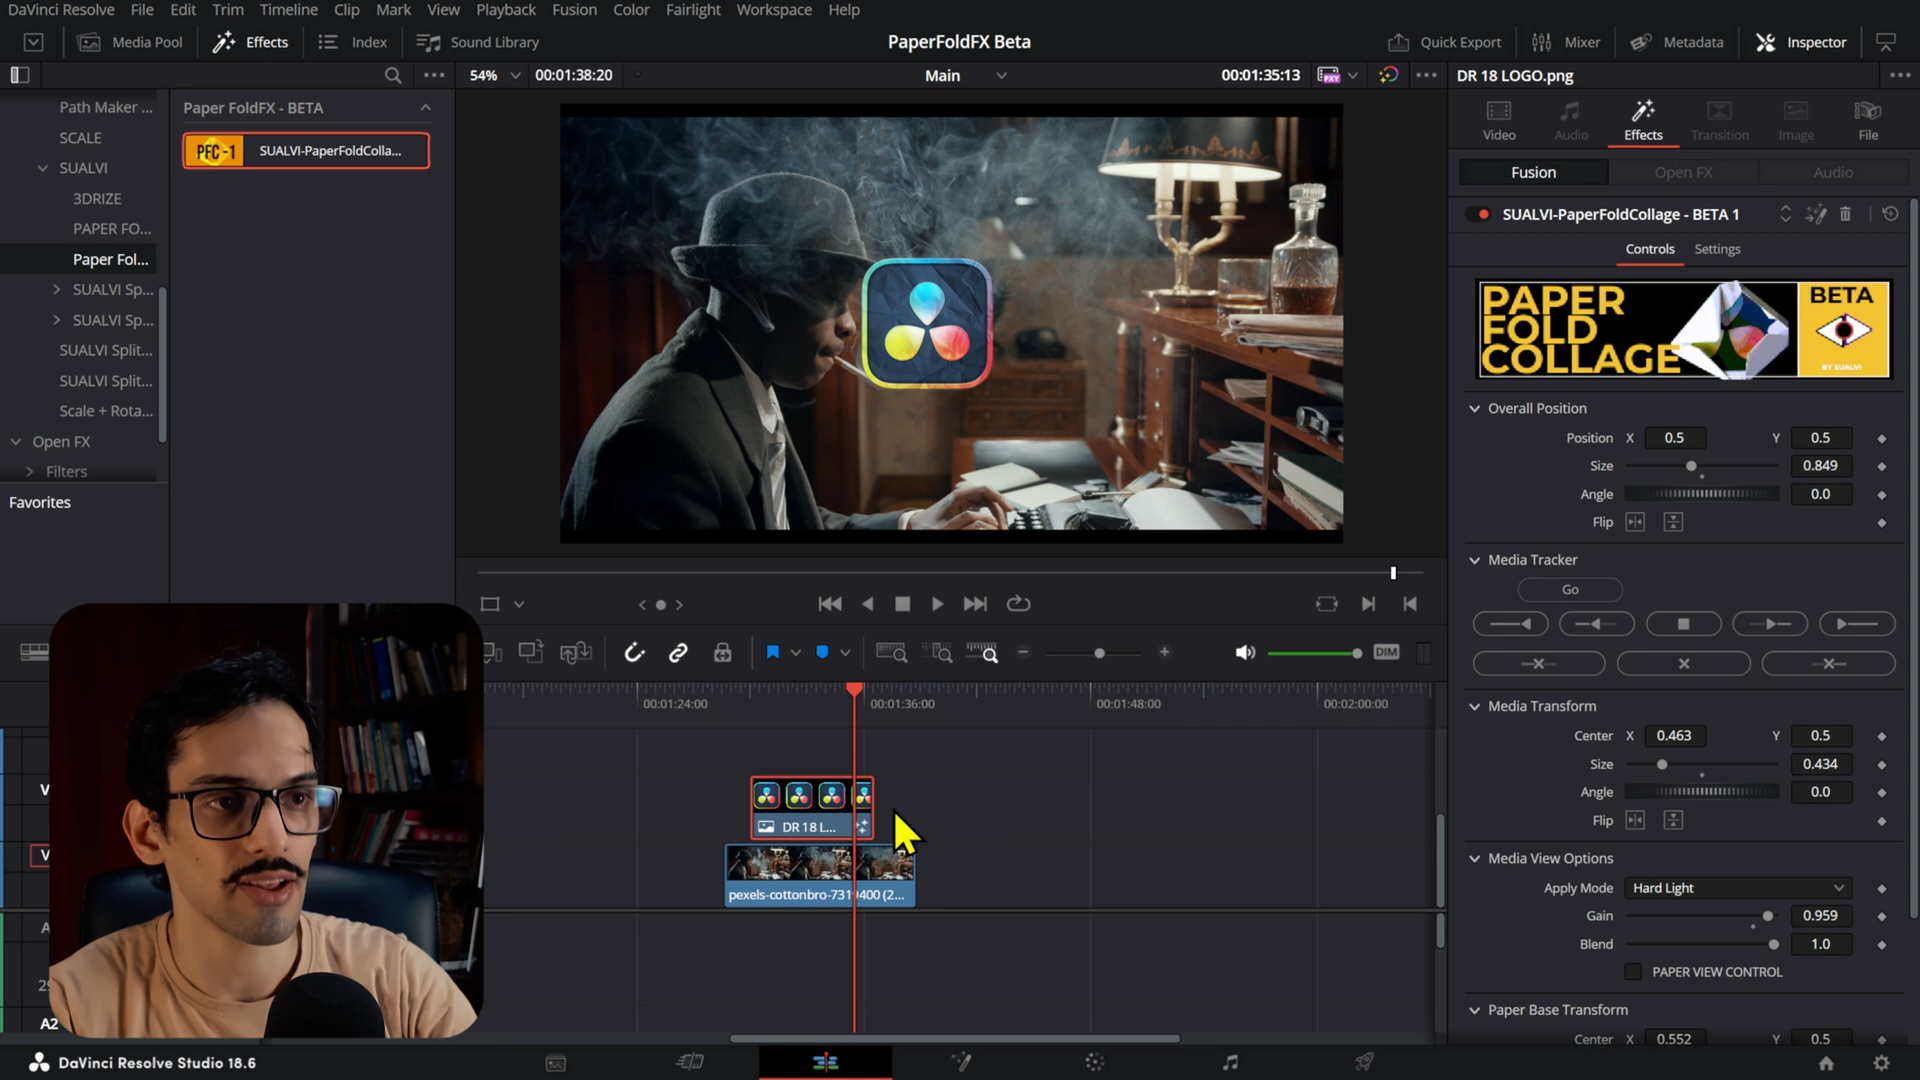 DaVinci Resolve File Edit Trim Timeline Clip Mark View Playback Fusion Color Fairlight Workspace Help
Media Pool Effects Index Sound Library PaperFoldFX Beta Quick Export Mixer Metadata Inspector
54% 00:01:38:20 Main 00:01:35:13 PXY DR 18 LOGO.png
Path Maker ...
SCALE
SUALVI
3DRIZE
PAPER FO...
Paper Fol...
SUALVI Sp...
SUALVI Sp...
SUALVI Split...
SUALVI Split...
Scale + Rota...
Open FX
Filters
Favorites
Paper FoldFX - BETA
PFC -1 SUALVI-PaperFoldColla...
Video Audio Effects Transition Image File
Fusion Open FX Audio
SUALVI-PaperFoldCollage - BETA 1
Controls Settings
PAPER
FOLD
COLLAGE
BETA
BY SUALVI
Overall Position
Position X 0.5 Y 0.5
Size 0.849
Angle 0.0
Flip
Media Tracker
Go
Media Transform
Center X 0.463 Y 0.5
Size 0.434
Angle 0.0
Flip
Media View Options
Apply Mode Hard Light
Gain 0.959
Blend 1.0
PAPER VIEW CONTROL
Paper Base Transform
Center X 0.552 Y 0.5
DIM
00:01:24:00 00:01:36:00 00:01:48:00 00:02:00:00
DR 18 L...
pexels-cottonbro-7319400 (2...
A2
DaVinci Resolve Studio 18.6